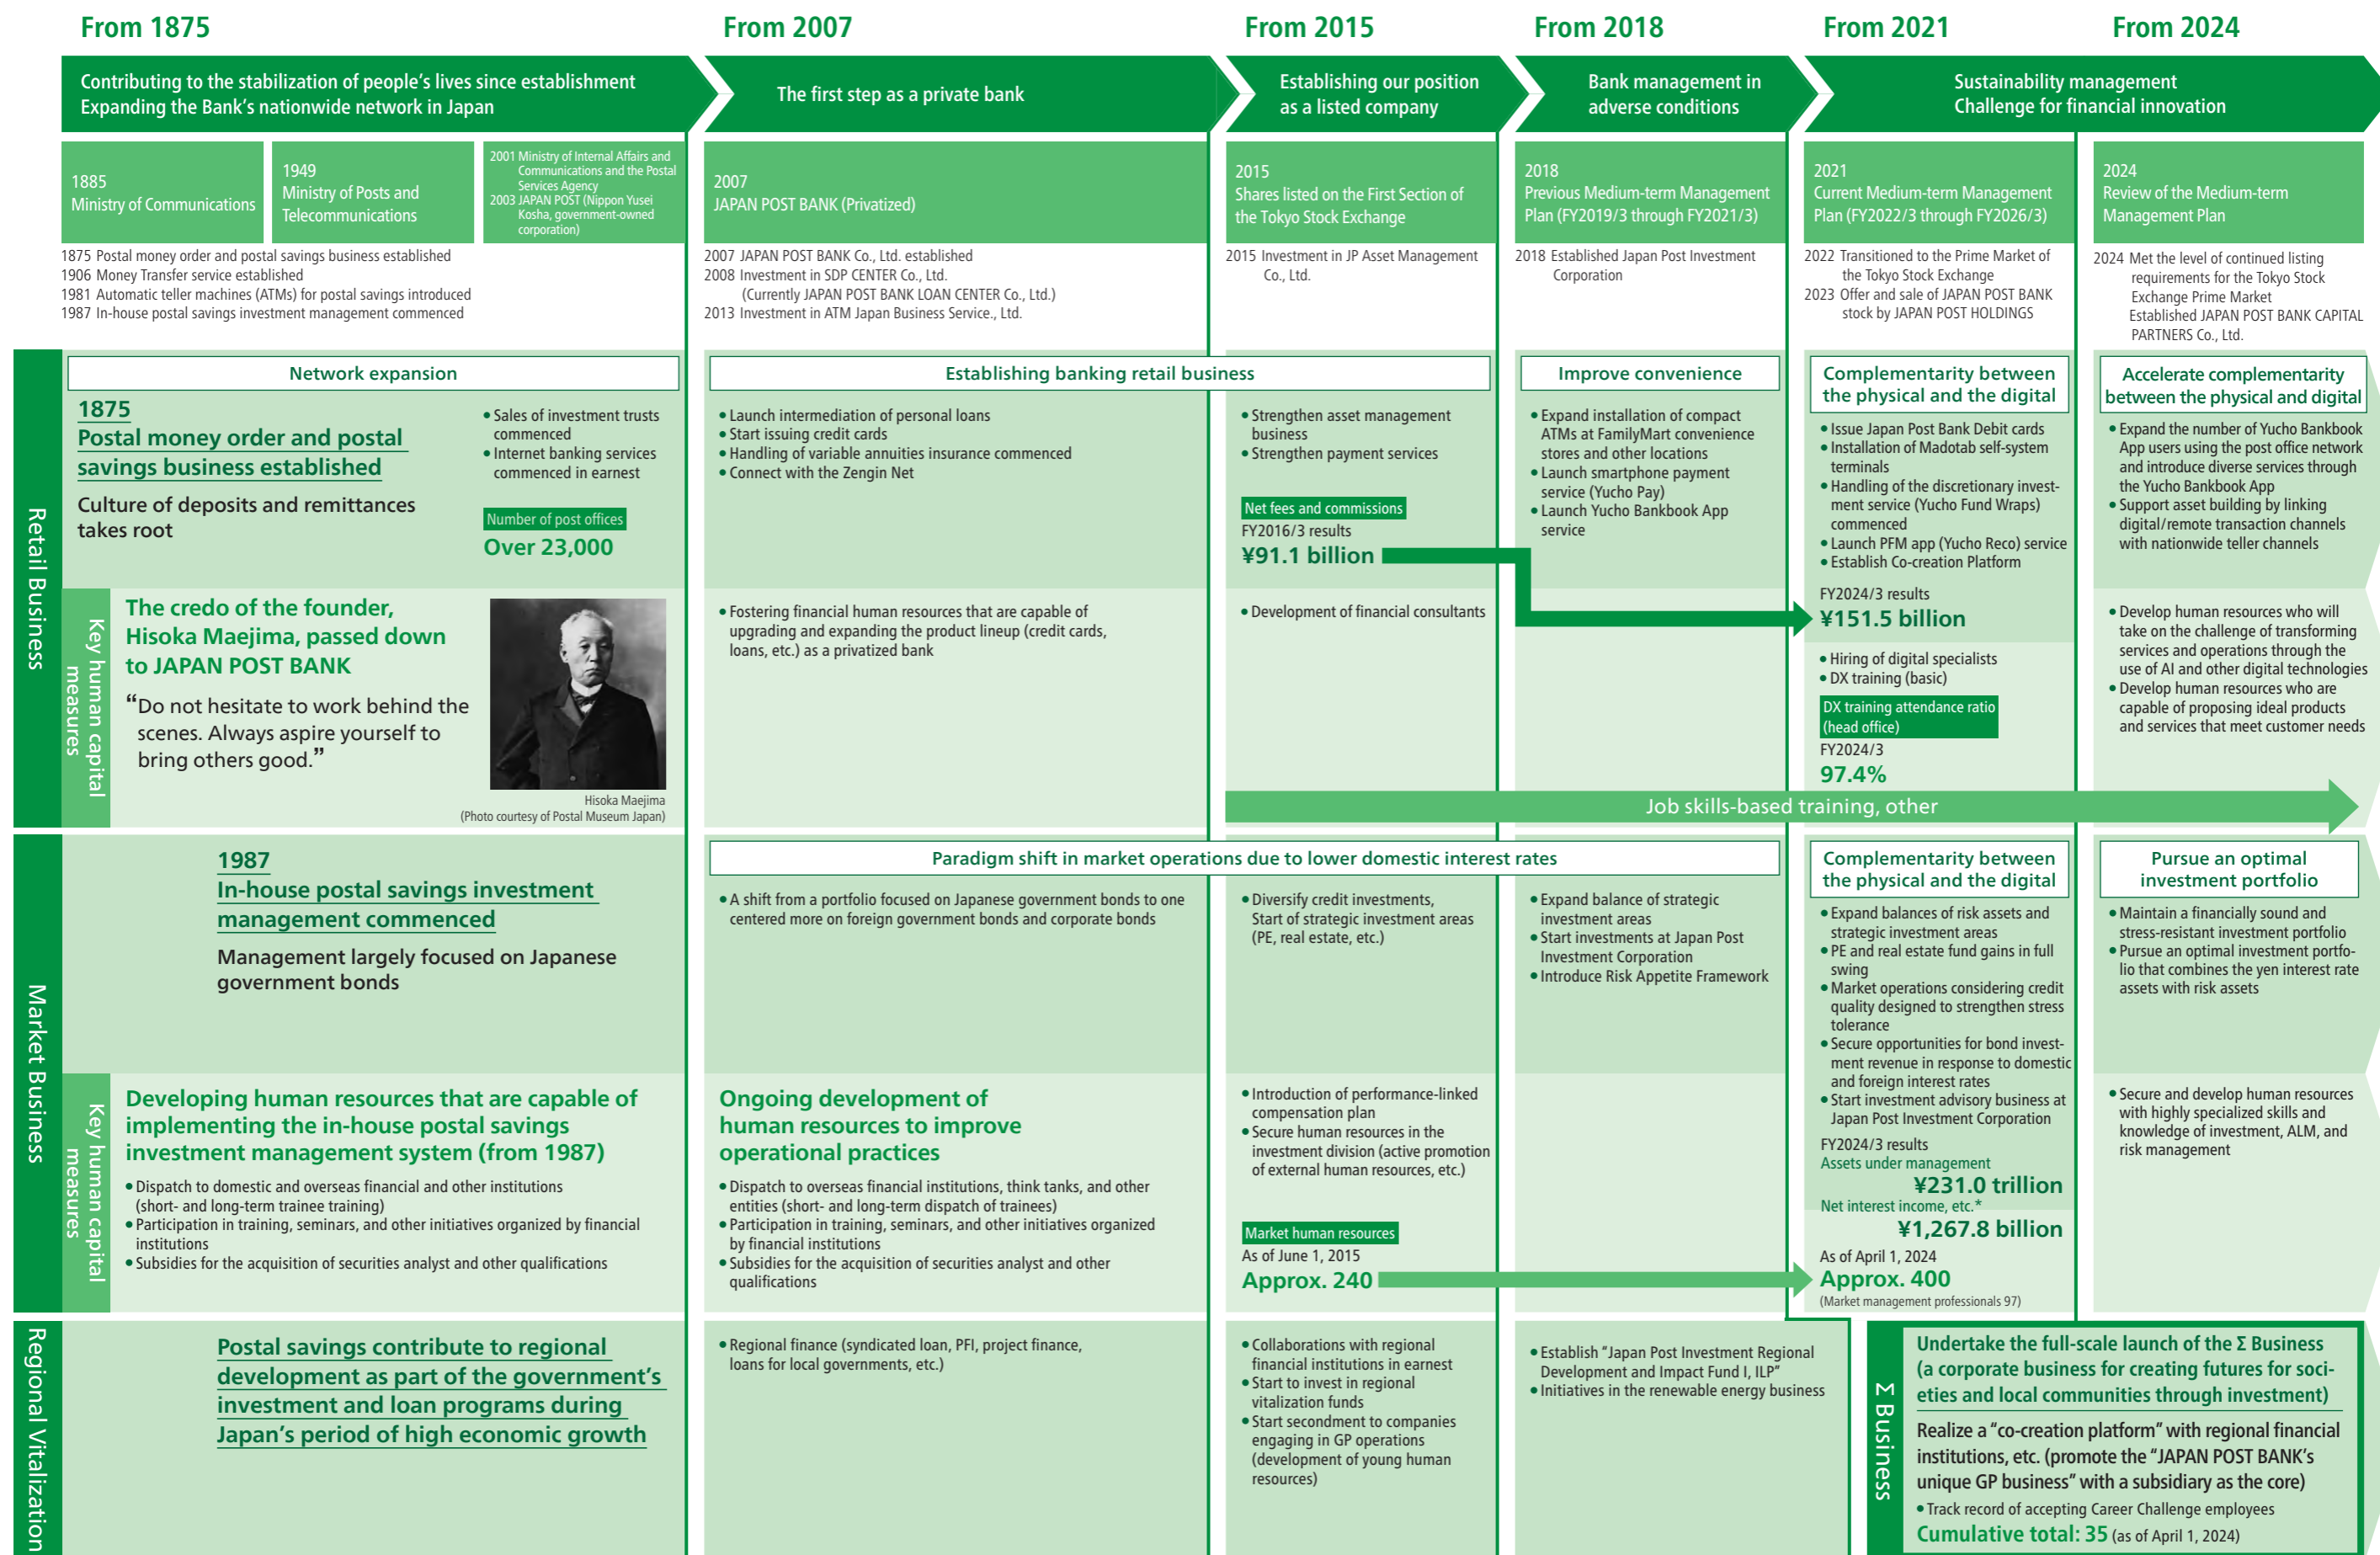 From 1875
From 2007
From 2015
From 2018
From 2021
From 2024
Contributing to the stabilization of people's lives since establishment
Expanding the Bank's nationwide network in Japan
The first step as a private bank
Establishing our position
as a listed company
Bank management in
adverse conditions
Sustainability management
Challenge for financial innovation
1885
Ministry of Communications
1949
Ministry of Posts and
Telecommunications
2001 Ministry of Internal Affairs and
Communications and the Postal
Services Agency
2003 JAPAN POST (Nippon Yusei
Kosha, government-owned
corporation)
2007
JAPAN POST BANK (Privatized)
2015
Shares listed on the First Section of
the Tokyo Stock Exchange
2018
Previous Medium-term Management
Plan (FY2019/3 through FY2021/3)
2021
Current Medium-term Management
Plan (FY2022/3 through FY2026/3)
2024
Review of the Medium-term
Management Plan
1875 Postal money order and postal savings business established
1906 Money Transfer service established
1981 Automatic teller machines (ATMs) for postal savings introduced
1987 In-house postal savings investment management commenced
2007 JAPAN POST BANK Co., Ltd. established
2008 Investment in SDP CENTER Co., Ltd.
(Currently JAPAN POST BANK LOAN CENTER Co., Ltd.)
2013 Investment in ATM Japan Business Service., Ltd.
2015 Investment in JP Asset Management
Co., Ltd.
2018 Established Japan Post Investment
Corporation
2022 Transitioned to the Prime Market of
the Tokyo Stock Exchange
2023 Offer and sale of JAPAN POST BANK
stock by JAPAN POST HOLDINGS
2024 Met the level of continued listing
requirements for the Tokyo Stock
Exchange Prime Market
Established JAPAN POST BANK CAPITAL
PARTNERS Co., Ltd.
Retail Business
Network expansion
1875
Postal money order and postal
savings business established
Culture of deposits and remittances
takes root
• Sales of investment trusts
commenced
• Internet banking services
commenced in earnest
Number of post offices
Over 23,000
Establishing banking retail business
• Launch intermediation of personal loans
• Start issuing credit cards
• Handling of variable annuities insurance commenced
• Connect with the Zengin Net
• Strengthen asset management
business
• Strengthen payment services
Net fees and commissions
FY2016/3 results
¥91.1 billion
Improve convenience
• Expand installation of compact
ATMs at FamilyMart convenience
stores and other locations
• Launch smartphone payment
service (Yucho Pay)
• Launch Yucho Bankbook App
service
Complementarity between
the physical and the digital
• Issue Japan Post Bank Debit cards
• Installation of Madotab self-system
terminals
• Handling of the discretionary invest-
ment service (Yucho Fund Wraps)
commenced
• Launch PFM app (Yucho Reco) service
• Establish Co-creation Platform
FY2024/3 results
¥151.5 billion
Accelerate complementarity
between the physical and digital
• Expand the number of Yucho Bankbook
App users using the post office network
and introduce diverse services through
the Yucho Bankbook App
• Support asset building by linking
digital/remote transaction channels
with nationwide teller channels
Key human capital
measures
The credo of the founder,
Hisoka Maejima, passed down
to JAPAN POST BANK
“Do not hesitate to work behind the
scenes. Always aspire yourself to
bring others good.”
Hisoka Maejima
(Photo courtesy of Postal Museum Japan)
• Fostering financial human resources that are capable of
upgrading and expanding the product lineup (credit cards,
loans, etc.) as a privatized bank
• Development of financial consultants
• Hiring of digital specialists
• DX training (basic)
DX training attendance ratio
(head office)
FY2024/3
97.4%
• Develop human resources who will
take on the challenge of transforming
services and operations through the
use of AI and other digital technologies
• Develop human resources who are
capable of proposing ideal products
and services that meet customer needs
Job skills-based training, other
Market Business
1987
In-house postal savings investment
management commenced
Management largely focused on Japanese
government bonds
Paradigm shift in market operations due to lower domestic interest rates
• A shift from a portfolio focused on Japanese government bonds to one
centered more on foreign government bonds and corporate bonds
• Diversify credit investments,
Start of strategic investment areas
(PE, real estate, etc.)
• Expand balance of strategic
investment areas
• Start investments at Japan Post
Investment Corporation
• Introduce Risk Appetite Framework
Complementarity between
the physical and the digital
• Expand balances of risk assets and
strategic investment areas
• PE and real estate fund gains in full
swing
• Market operations considering credit
quality designed to strengthen stress
tolerance
• Secure opportunities for bond invest-
ment revenue in response to domestic
and foreign interest rates
• Start investment advisory business at
Japan Post Investment Corporation
FY2024/3 results
Assets under management
¥231.0 trillion
Net interest income, etc.*
¥1,267.8 billion
As of April 1, 2024
Approx. 400
(Market management professionals 97)
Pursue an optimal
investment portfolio
• Maintain a financially sound and
stress-resistant investment portfolio
• Pursue an optimal investment portfo-
lio that combines the yen interest rate
assets with risk assets
Key human capital
measures
Developing human resources that are capable of
implementing the in-house postal savings
investment management system (from 1987)
• Dispatch to domestic and overseas financial and other institutions
(short- and long-term trainee training)
• Participation in training, seminars, and other initiatives organized by financial
institutions
• Subsidies for the acquisition of securities analyst and other qualifications
Ongoing development of
human resources to improve
operational practices
• Dispatch to overseas financial institutions, think tanks, and other
entities (short- and long-term dispatch of trainees)
• Participation in training, seminars, and other initiatives organized
by financial institutions
• Subsidies for the acquisition of securities analyst and other
qualifications
• Introduction of performance-linked
compensation plan
• Secure human resources in the
investment division (active promotion
of external human resources, etc.)
Market human resources
As of June 1, 2015
Approx. 240
• Secure and develop human resources
with highly specialized skills and
knowledge of investment, ALM, and
risk management
Regional Vitalization
Postal savings contribute to regional
development as part of the government's
investment and loan programs during
Japan's period of high economic growth
• Regional finance (syndicated loan, PFI, project finance,
loans for local governments, etc.)
• Collaborations with regional
financial institutions in earnest
• Start to invest in regional
vitalization funds
• Start secondment to companies
engaging in GP operations
(development of young human
resources)
• Establish “Japan Post Investment Regional
Development and Impact Fund I, ILP”
• Initiatives in the renewable energy business
Σ Business
Undertake the full-scale launch of the Σ Business
(a corporate business for creating futures for soci-
eties and local communities through investment)
Realize a “co-creation platform” with regional financial
institutions, etc. (promote the “JAPAN POST BANK's
unique GP business” with a subsidiary as the core)
• Track record of accepting Career Challenge employees
Cumulative total: 35 (as of April 1, 2024)